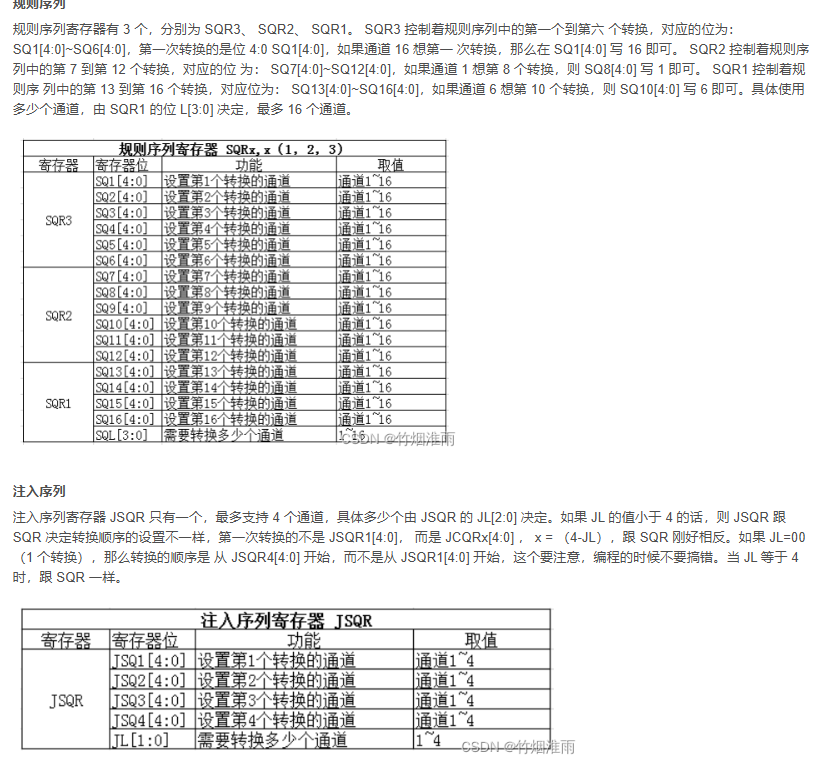 规则序列
规则序列寄存器有 3 个，分别为 SQR3、 SQR2、 SQR1。 SQR3 控制着规则序列中的第一个到第六 个转换，对应的位为：
SQ1[4:0]~SQ6[4:0]，第一次转换的是位 4:0 SQ1[4:0]，如果通道 16 想第一 次转换，那么在 SQ1[4:0] 写 16 即可。 SQR2 控制着规则序
列中的第 7 到第 12 个转换，对应的位 为： SQ7[4:0]~SQ12[4:0]，如果通道 1 想第 8 个转换，则 SQ8[4:0] 写 1 即可。 SQR1 控制着规
则序 列中的第 13 到第 16 个转换，对应位为： SQ13[4:0]~SQ16[4:0]，如果通道 6 想第 10 个转换，则 SQ10[4:0] 写 6 即可。具体使用
多少个通道，由 SQR1 的位 L[3:0] 决定，最多 16 个通道。
规则序列寄存器 SQRx,x（1, 2, 3）
寄存器 寄存器位 功能 取值
SQR3
SQ1[4:0] 设置第1个转换的通道 通道1~16
SQ2[4:0] 设置第2个转换的通道 通道1~16
SQ3[4:0] 设置第3个转换的通道 通道1~16
SQ4[4:0] 设置第4个转换的通道 通道1~16
SQ5[4:0] 设置第5个转换的通道 通道1~16
SQ6[4:0] 设置第6个转换的通道 通道1~16
SQR2
SQ7[4:0] 设置第7个转换的通道 通道1~16
SQ8[4:0] 设置第8个转换的通道 通道1~16
SQ9[4:0] 设置第9个转换的通道 通道1~16
SQ10[4:0] 设置第10个转换的通道 通道1~16
SQ11[4:0] 设置第11个转换的通道 通道1~16
SQ12[4:0] 设置第12个转换的通道 通道1~16
SQR1
SQ13[4:0] 设置第13个转换的通道 通道1~16
SQ14[4:0] 设置第14个转换的通道 通道1~16
SQ15[4:0] 设置第15个转换的通道 通道1~16
SQ16[4:0] 设置第16个转换的通道 通道1~16
SQL[3:0] 需要转换多少个通道 1~16
CSDN @竹烟淮雨
注入序列
注入序列寄存器 JSQR 只有一个，最多支持 4 个通道，具体多少个由 JSQR 的 JL[2:0] 决定。如果 JL 的值小于 4 的话，则 JSQR 跟
SQR 决定转换顺序的设置不一样，第一次转换的不是 JSQR1[4:0]， 而是 JCQRx[4:0] ， x = （4-JL），跟 SQR 刚好相反。如果 JL=00
（1 个转换），那么转换的顺序是 从 JSQR4[4:0] 开始，而不是从 JSQR1[4:0] 开始，这个要注意，编程的时候不要搞错。当 JL 等于 4
时，跟 SQR 一样。
注入序列寄存器 JSQR
寄存器 寄存器位 功能 取值
JSQR
JSQ1[4:0] 设置第1个转换的通道 通道1~4
JSQ2[4:0] 设置第2个转换的通道 通道1~4
JSQ3[4:0] 设置第3个转换的通道 通道1~4
JSQ4[4:0] 设置第4个转换的通道 通道1~4
JL[1:0] 需要转换多少个通道 1~4
CSDN @竹烟淮雨